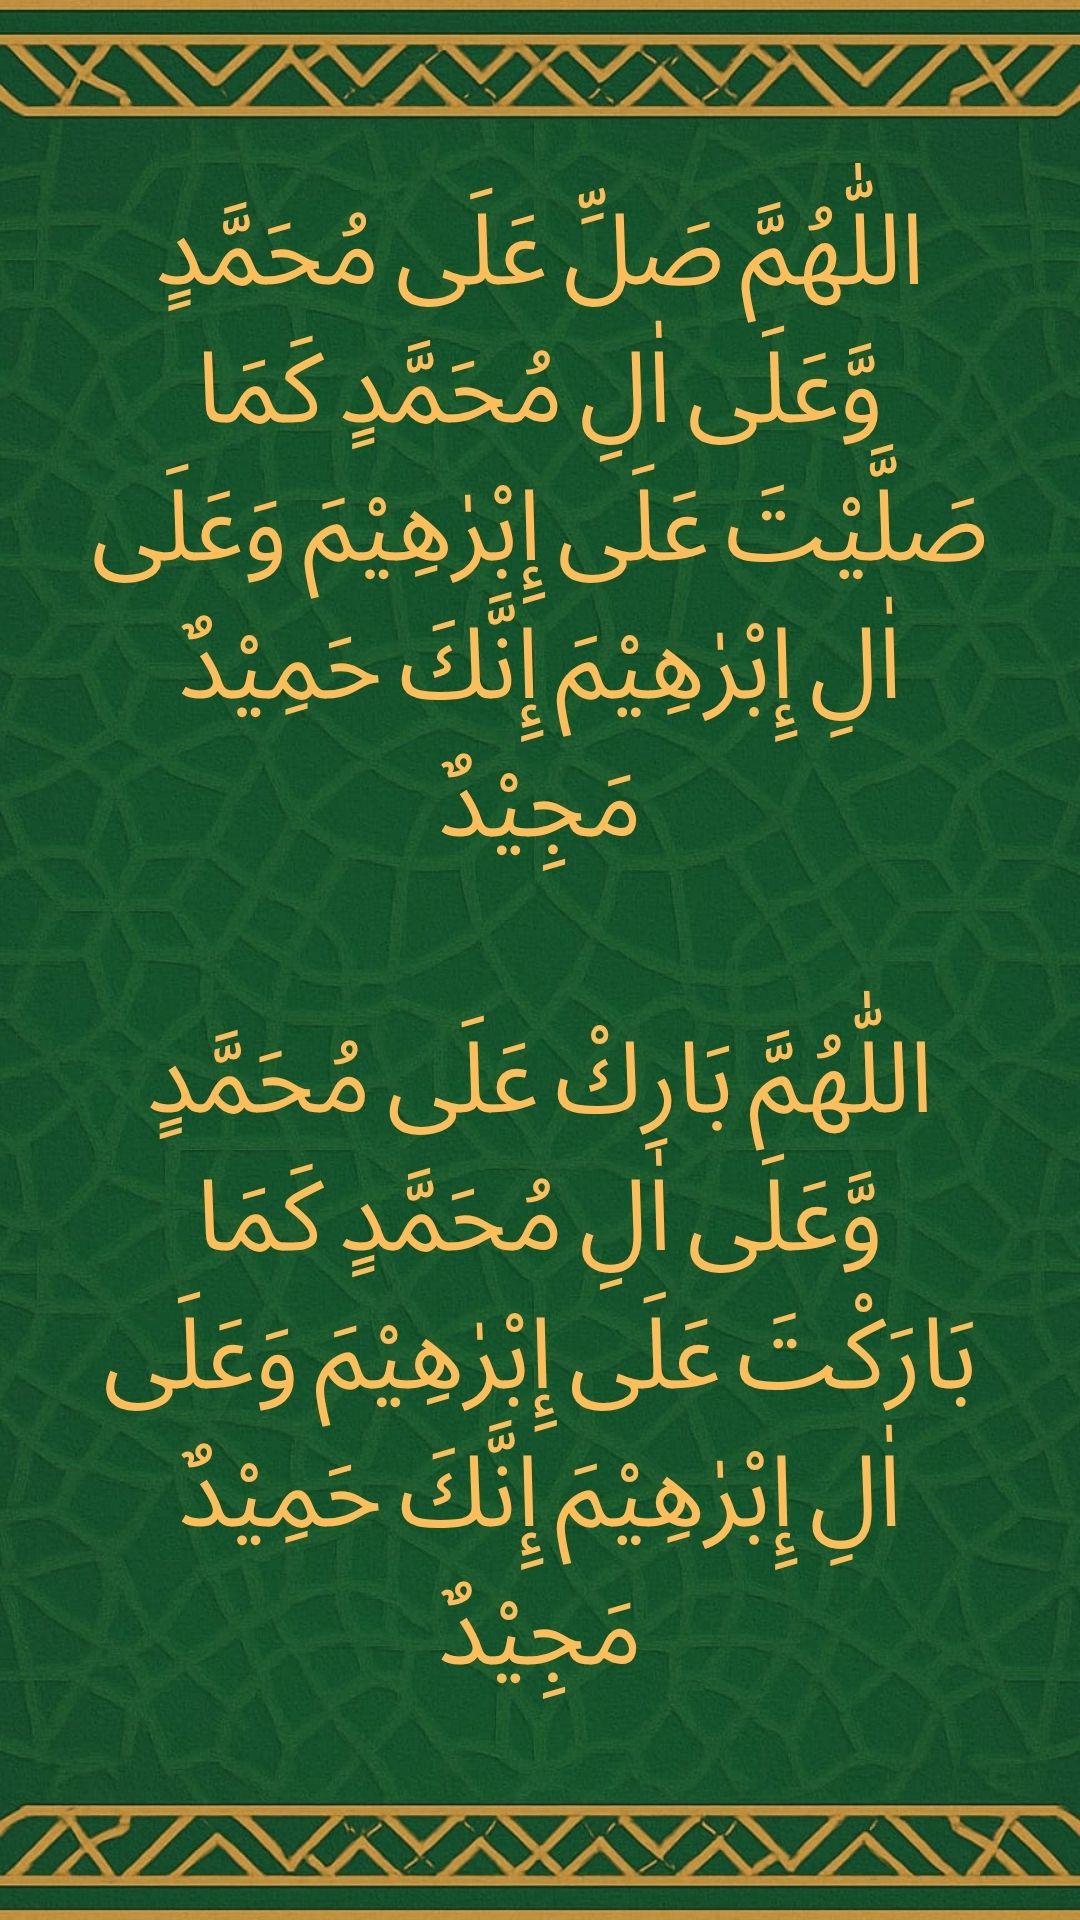 اللّٰهُمَّ صَلِّ عَلَى مُحَمَّدٍ
وَّعَلَى اٰلِ مُحَمَّدٍ كَمَا
صَلَّيْتَ عَلَى إِبْرٰهِيْمَ وَعَلَى
اٰلِ إِبْرٰهِيْمَ إِنَّكَ حَمِيْدٌ
مَجِيْدٌ
اللّٰهُمَّ بَارِكْ عَلَى مُحَمَّدٍ
وَّعَلَى اٰلِ مُحَمَّدٍ كَمَا
بَارَكْتَ عَلَى إِبْرٰهِيْمَ وَعَلَى
اٰلِ إِبْرٰهِيْمَ إِنَّكَ حَمِيْدٌ
مَجِيْدٌ